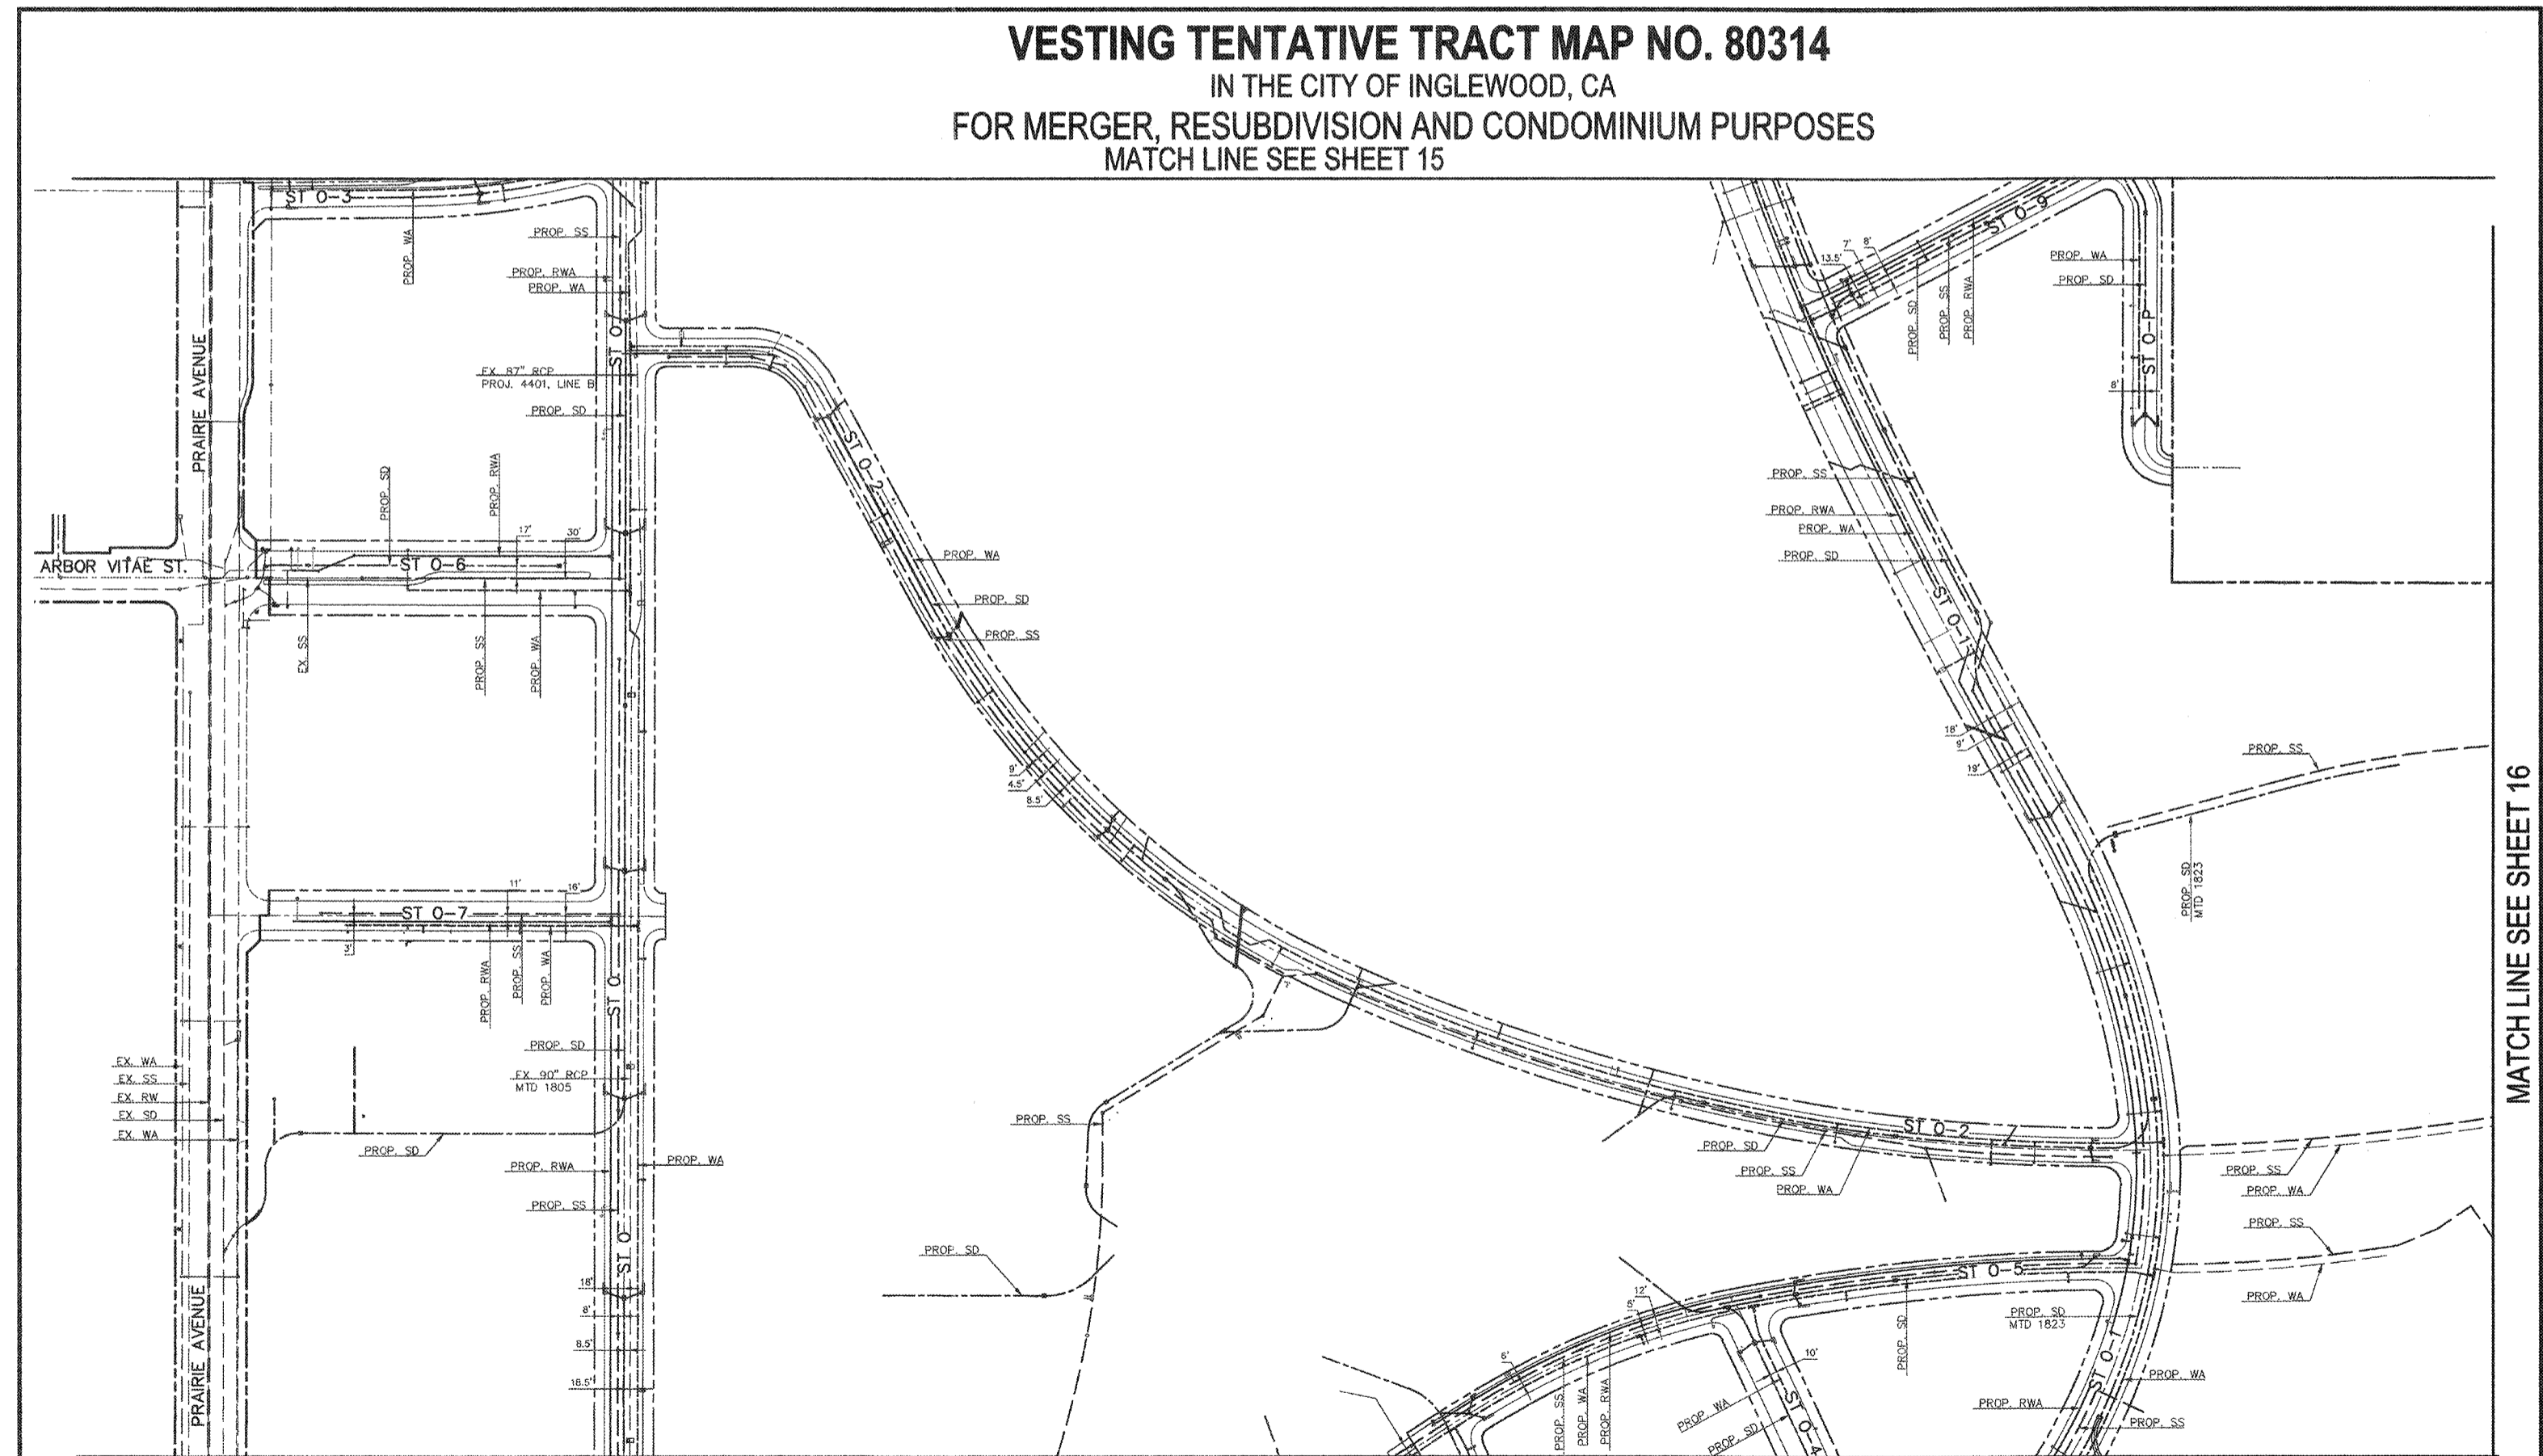 VESTING TENTATIVE TRACT MAP NO. 80314
IN THE CITY OF INGLEWOOD, CA
FOR MERGER, RESUBDIVISION AND CONDOMINIUM PURPOSES
MATCH LINE SEE SHEET 15
ST O-3
PROP. WA
PROP. SS
PROP. RWA
PROP. WA
ST O
EX. 87" RCP
PROJ. 4401, LINE B
PROP. SD
PRAIRIE AVENUE
PROP. SD
PROP. RWA
17'
30'
ARBOR VITAE ST.
ST O-6
EX. SS
PROP. SS
PROP. WA
ST O-2
PROP. WA
PROP. SD
PROP. SS
9'
4.5'
8.5'
ST O-9
7'
8'
13.5'
PROP. SD
PROP. SS
PROP. RWA
PROP. WA
PROP. SD
ST O-P
8'
PROP. SS
PROP. RWA
PROP. WA
PROP. SD
ST O-1
18'
9'
19'
PROP. SS
PROP. SD
MTD 1823
MATCH LINE SEE SHEET 16
11'
16'
ST O-7
PROP. RWA
PROP. SS
PROP. WA
ST O
EX. WA
EX. SS
EX. RW
EX. SD
EX. WA
PROP. SD
EX. 90" RCP
MTD 1805
PROP. SD
PROP. RWA
PROP. WA
PROP. SS
ST O
18'
8'
8.5'
18.5'
PRAIRIE AVENUE
PROP. SS
PROP. SD
ST O-2
PROP. SD
PROP. SS
PROP. WA
PROP. SS
PROP. WA
PROP. SS
PROP. WA
ST O-5
PROP. SD
PROP. SD
MTD 1823
12'
6'
10'
PROP. SS
PROP. WA
PROP. RWA
PROP. WA
PROP. SD
ST O-1
PROP. WA
PROP. RWA
PROP. SS